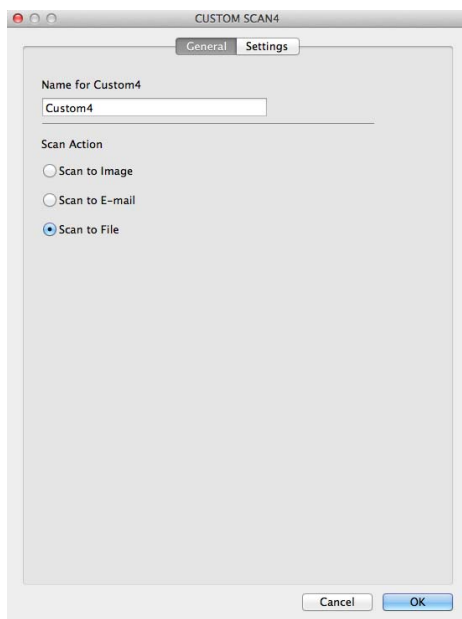 CUSTOM SCAN4
General Settings
Name for Custom4
Custom4
Scan Action
Scan to Image
Scan to E-mail
Scan to File
Cancel OK